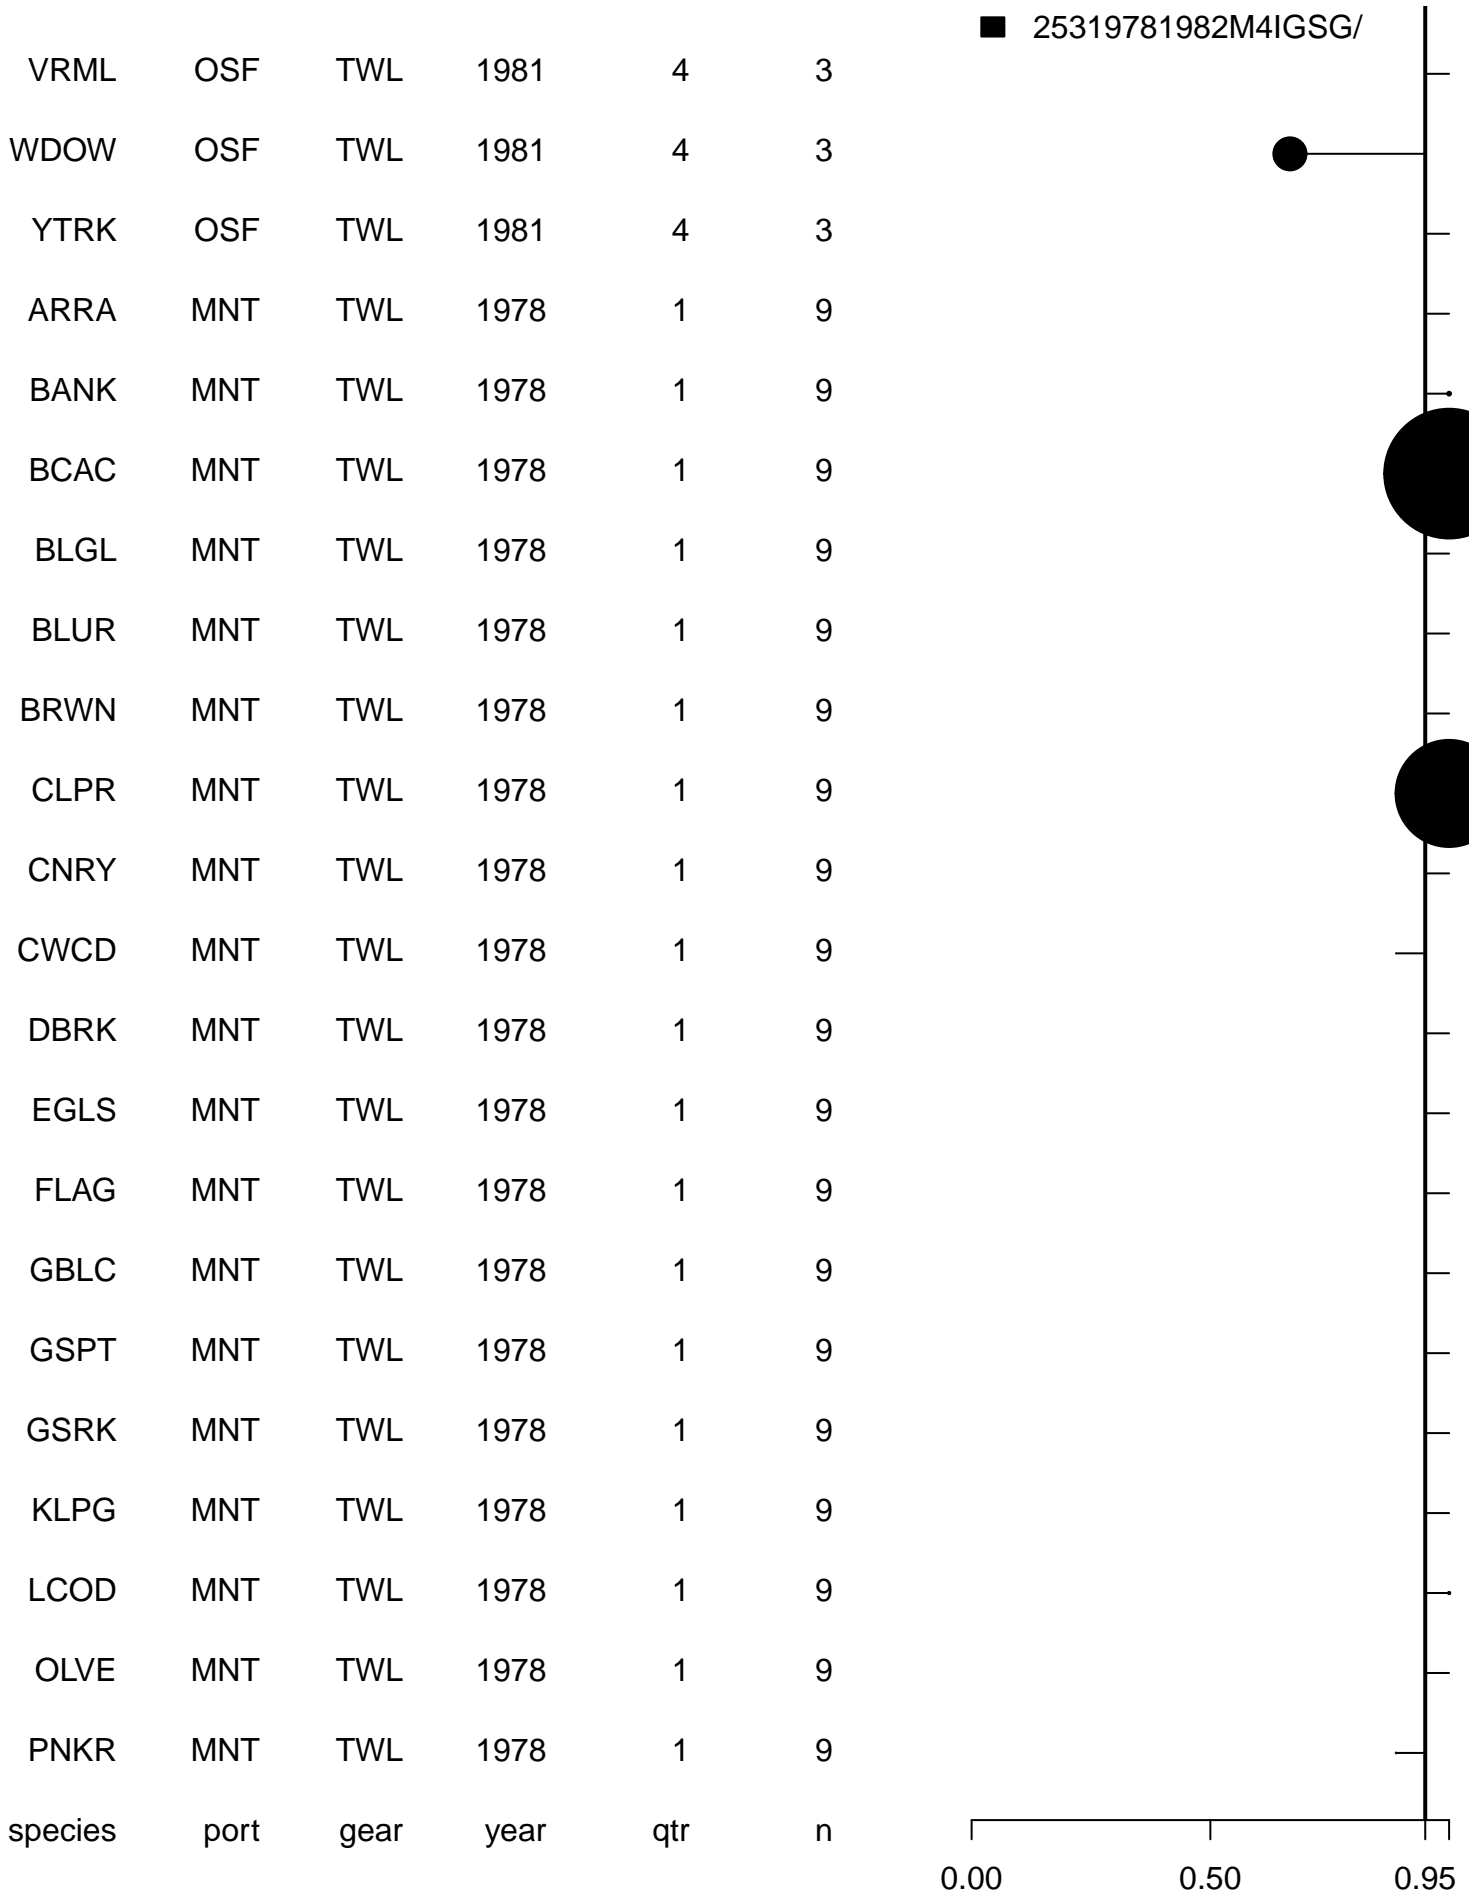 25319781982M4IGSG/
VRML OSF TWL 1981 4 3
WDOW OSF TWL 1981 4 3
YTRK OSF TWL 1981 4 3
ARRA MNT TWL 1978 1 9
BANK MNT TWL 1978 1 9
BCAC MNT TWL 1978 1 9
BLGL MNT TWL 1978 1 9
BLUR MNT TWL 1978 1 9
BRWN MNT TWL 1978 1 9
CLPR MNT TWL 1978 1 9
CNRY MNT TWL 1978 1 9
CWCD MNT TWL 1978 1 9
DBRK MNT TWL 1978 1 9
EGLS MNT TWL 1978 1 9
FLAG MNT TWL 1978 1 9
GBLC MNT TWL 1978 1 9
GSPT MNT TWL 1978 1 9
GSRK MNT TWL 1978 1 9
KLPG MNT TWL 1978 1 9
LCOD MNT TWL 1978 1 9
OLVE MNT TWL 1978 1 9
PNKR MNT TWL 1978 1 9
species port gear year qtr n
0.00 0.50 0.95